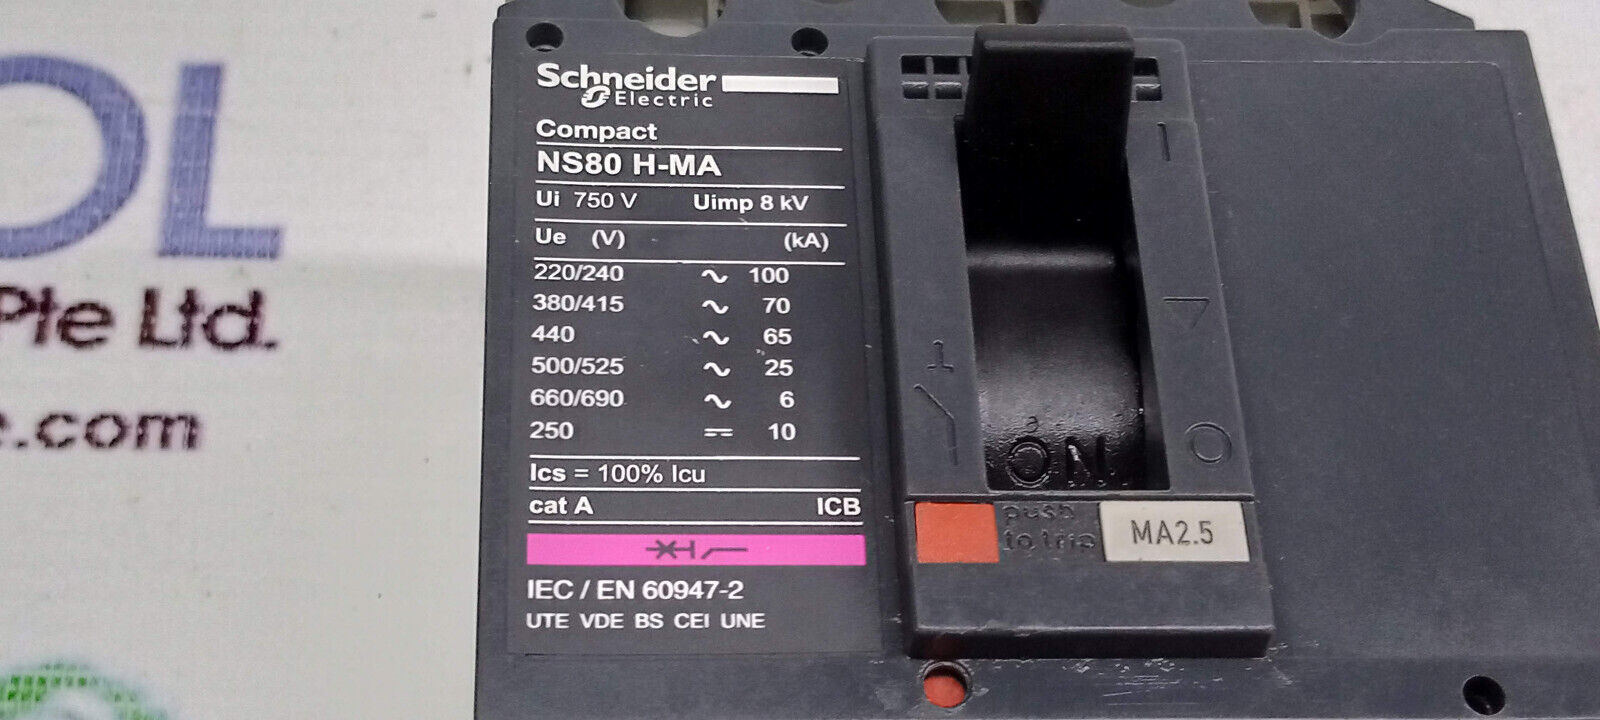 OL
Pte Ltd.
e.com
Schneider
Electric
Compact
NS80 H-MA
Ui 750 V Uimp 8 kV
Ue (V) (kA)
220/240 ~ 100
380/415 ~ 70
440 ~ 65
500/525 ~ 25
660/690 ~ 6
250 ⎓ 10
Ics = 100% Icu
cat A ICB
IEC / EN 60947-2
UTE VDE BS CEI UNE
I
O
ON
push
to trip
MA2.5